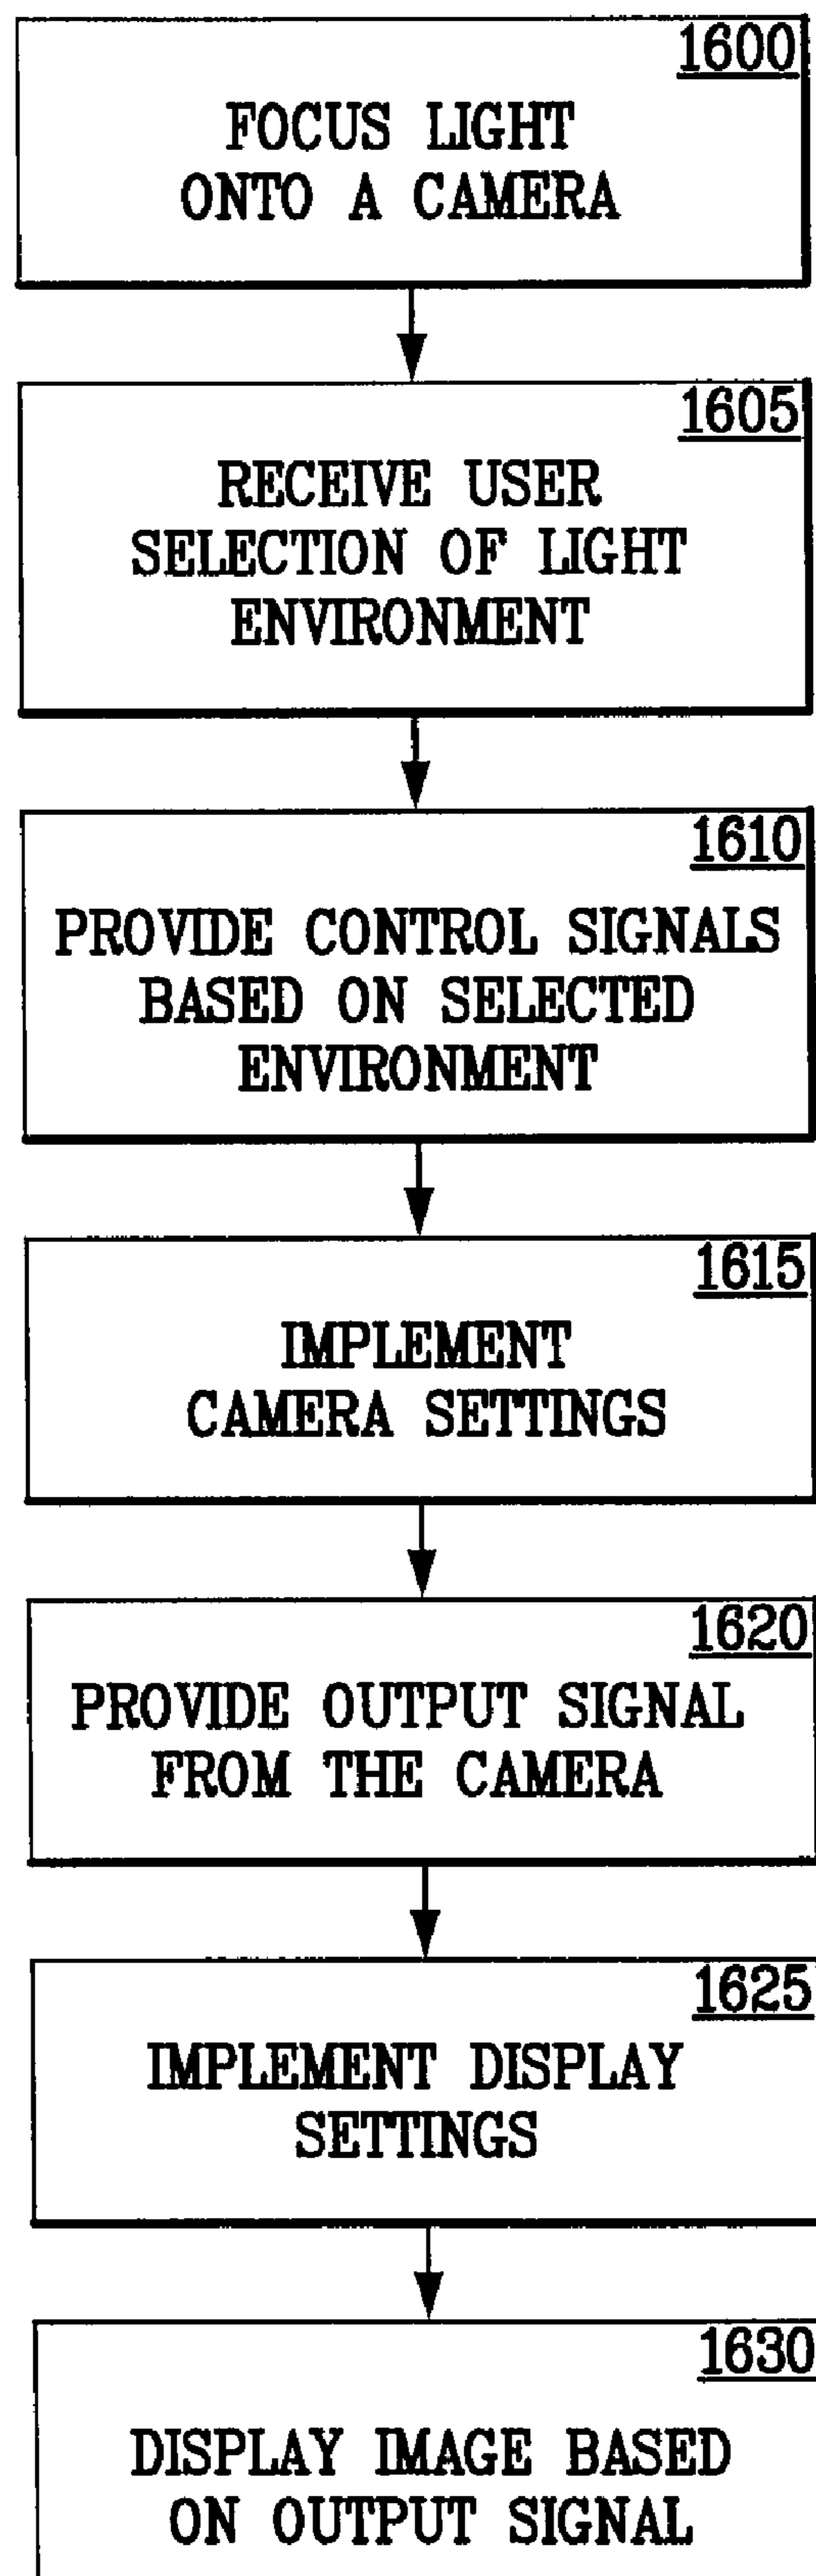 1600
FOCUS LIGHT
ONTO A CAMERA
1605
RECEIVE USER
SELECTION OF LIGHT
ENVIRONMENT
1610
PROVIDE CONTROL SIGNALS
BASED ON SELECTED
ENVIRONMENT
1615
IMPLEMENT
CAMERA SETTINGS
1620
PROVIDE OUTPUT SIGNAL
FROM THE CAMERA
1625
IMPLEMENT DISPLAY
SETTINGS
1630
DISPLAY IMAGE BASED
ON OUTPUT SIGNAL